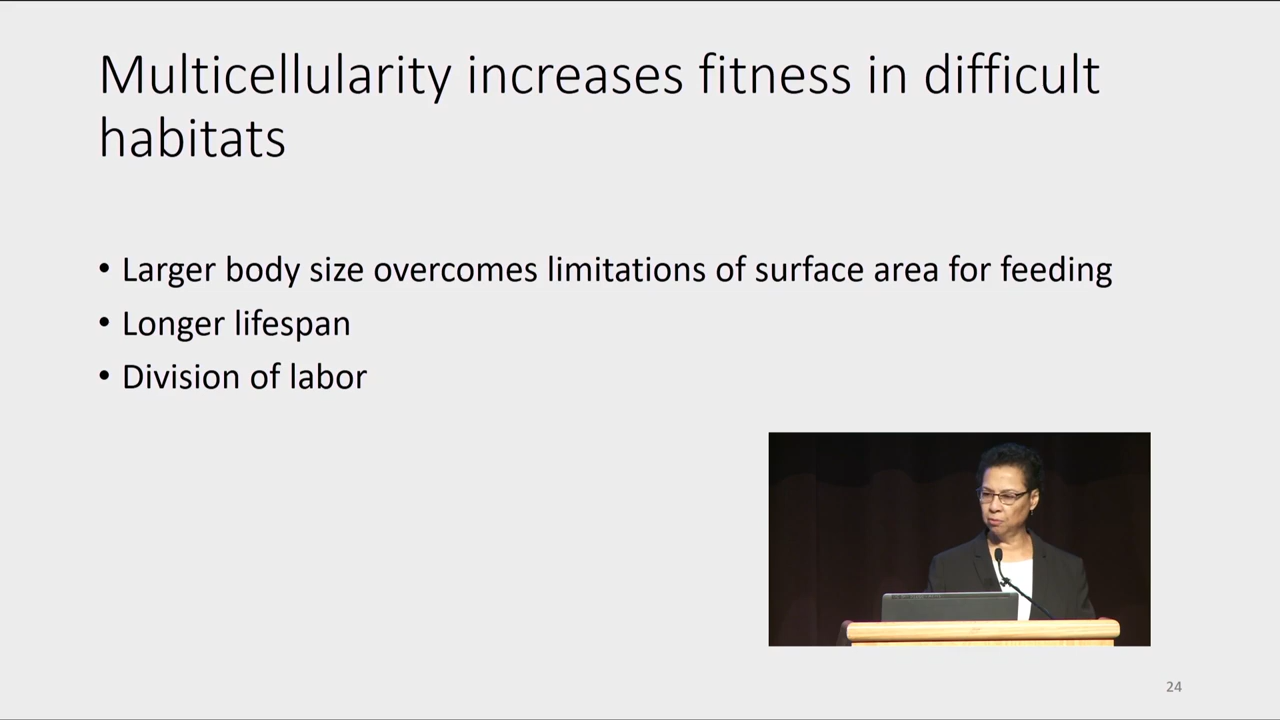 Multicellularity increases fitness in difficult
habitats
• Larger body size overcomes limitations of surface area for feeding
• Longer lifespan
• Division of labor
24